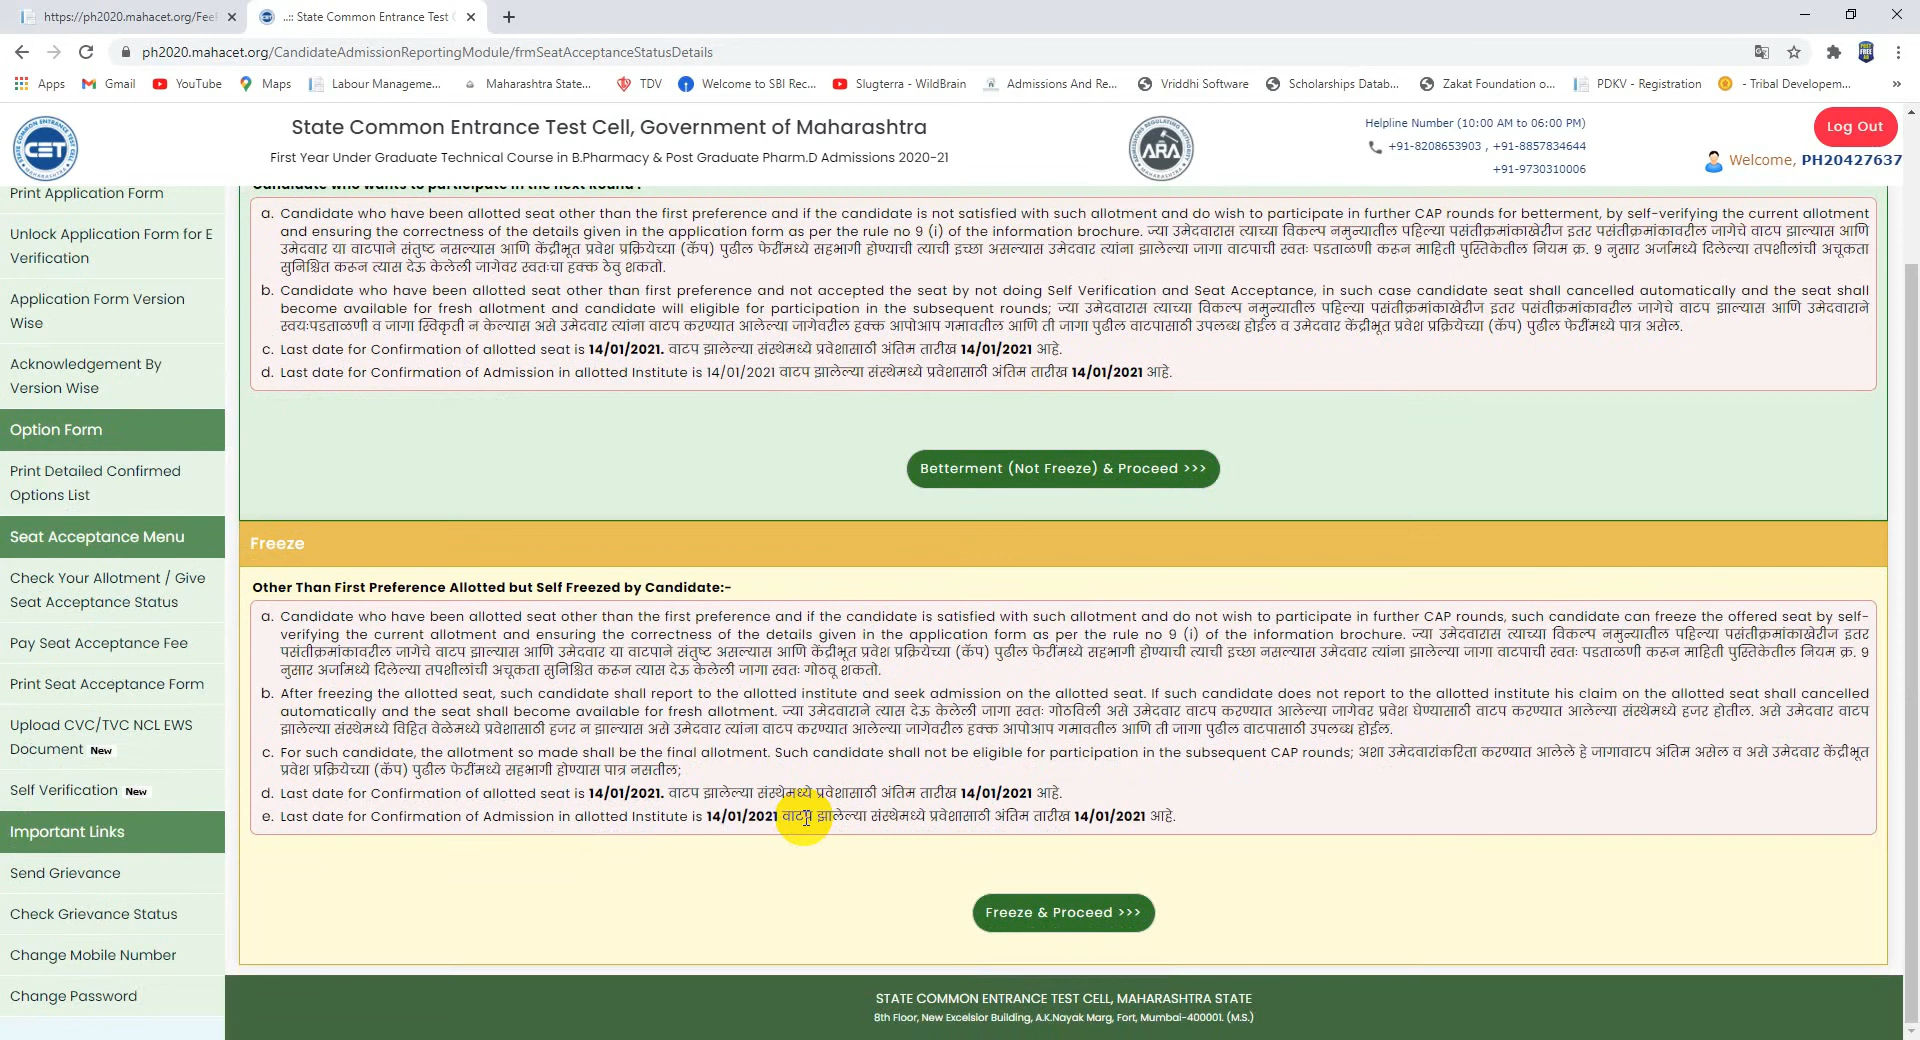 https://ph2020.mahacet.org/Fee
..:: State Common Entrance Test C
ph2020.mahacet.org/CandidateAdmissionReportingModule/frmSeatAcceptanceStatusDetails
Apps
Gmail
YouTube
Maps
Labour Manageme...
Maharashtra State...
TDV
Welcome to SBI Rec...
Slugterra - WildBrain
Admissions And Re...
Vriddhi Software
Scholarships Datab...
Zakat Foundation o...
PDKV - Registration
- Tribal Developem...
CET
State Common Entrance Test Cell, Government of Maharashtra
First Year Under Graduate Technical Course in B.Pharmacy & Post Graduate Pharm.D Admissions 2020-21
ARA
Helpline Number (10:00 AM to 06:00 PM)
+91-8208653903 , +91-8857834644
+91-9730310006
Log Out
Welcome, PH20427637
Print Application Form
Unlock Application Form for E
Verification
Application Form Version
Wise
Acknowledgement By
Version Wise
Option Form
Print Detailed Confirmed
Options List
Seat Acceptance Menu
Check Your Allotment / Give
Seat Acceptance Status
Pay Seat Acceptance Fee
Print Seat Acceptance Form
Upload CVC/TVC NCL EWS
Document New
Self Verification New
Important Links
Send Grievance
Check Grievance Status
Change Mobile Number
Change Password
Candidate who wants to participate in the next Round :
a. Candidate who have been allotted seat other than the first preference and if the candidate is not satisfied with such allotment and do wish to participate in further CAP rounds for betterment, by self-verifying the current allotment
and ensuring the correctness of the details given in the application form as per the rule no 9 (i) of the information brochure. ज्या उमेदवारास त्याच्या विकल्प नमुन्यातील पहिल्या पसंतीक्रमांकाखेरीज इतर पसंतीक्रमांकावरील जागेचे वाटप झाल्यास आणि
उमेदवार या वाटपाने संतुष्ट नसल्यास आणि केंद्रीभूत प्रवेश प्रक्रियेच्या (कॅप) पुढील फेरींमध्ये सहभागी होण्याची त्याची इच्छा असल्यास उमेदवार त्यांना झालेल्या जागा वाटपाची स्वतः पडताळणी करून माहिती पुस्तिकेतील नियम क्र. 9 नुसार अर्जामध्ये दिलेल्या तपशीलांची अचूकता
सुनिश्चित करून त्यास देऊ केलेली जागेवर स्वतःचा हक्क ठेवु शकतो.
b. Candidate who have been allotted seat other than first preference and not accepted the seat by not doing Self Verification and Seat Acceptance, in such case candidate seat shall cancelled automatically and the seat shall
become available for fresh allotment and candidate will eligible for participation in the subsequent rounds; ज्या उमेदवारास त्याच्या विकल्प नमुन्यातील पहिल्या पसंतीक्रमांकाखेरीज इतर पसंतीक्रमांकावरील जागेचे वाटप झाल्यास आणि उमेदवाराने
स्वयःपडताळणी व जागा स्विकृती न केल्यास असे उमेदवार त्यांना वाटप करण्यात आलेल्या जागेवरील हक्क आपोआप गमावतील आणि ती जागा पुढील वाटपासाठी उपलब्ध होईल व उमेदवार केंद्रीभूत प्रवेश प्रक्रियेच्या (कॅप) पुढील फेरींमध्ये पात्र असेल.
c. Last date for Confirmation of allotted seat is 14/01/2021. वाटप झालेल्या संस्थेमध्ये प्रवेशासाठी अंतिम तारीख 14/01/2021 आहे.
d. Last date for Confirmation of Admission in allotted Institute is 14/01/2021 वाटप झालेल्या संस्थेमध्ये प्रवेशासाठी अंतिम तारीख 14/01/2021 आहे.
Betterment (Not Freeze) & Proceed >>>
Freeze
Other Than First Preference Allotted but Self Freezed by Candidate:-
a. Candidate who have been allotted seat other than the first preference and if the candidate is satisfied with such allotment and do not wish to participate in further CAP rounds, such candidate can freeze the offered seat by self-
verifying the current allotment and ensuring the correctness of the details given in the application form as per the rule no 9 (i) of the information brochure. ज्या उमेदवारास त्याच्या विकल्प नमुन्यातील पहिल्या पसंतीक्रमांकाखेरीज इतर
पसंतीक्रमांकावरील जागेचे वाटप झाल्यास आणि उमेदवार या वाटपाने संतुष्ट असल्यास आणि केंद्रीभूत प्रवेश प्रक्रियेच्या (कॅप) पुढील फेरींमध्ये सहभागी होण्याची त्याची इच्छा नसल्यास उमेदवार त्यांना झालेल्या जागा वाटपाची स्वतः पडताळणी करून माहिती पुस्तिकेतील नियम क्र. 9
नुसार अर्जामध्ये दिलेल्या तपशीलांची अचूकता सुनिश्चित करून त्यास देऊ केलेली जागा स्वतः गोठवू शकतो.
b. After freezing the allotted seat, such candidate shall report to the allotted institute and seek admission on the allotted seat. If such candidate does not report to the allotted institute his claim on the allotted seat shall cancelled
automatically and the seat shall become available for fresh allotment. ज्या उमेदवाराने त्यास देऊ केलेली जागा स्वतः गोठविली असे उमेदवार वाटप करण्यात आलेल्या जागेवर प्रवेश घेण्यासाठी वाटप करण्यात आलेल्या संस्थेमध्ये हजर होतील. असे उमेदवार वाटप
झालेल्या संस्थेमध्ये विहित वेळेमध्ये प्रवेशासाठी हजर न झाल्यास असे उमेदवार त्यांना वाटप करण्यात आलेल्या जागेवरील हक्क आपोआप गमावतील आणि ती जागा पुढील वाटपासाठी उपलब्ध होईल.
c. For such candidate, the allotment so made shall be the final allotment. Such candidate shall not be eligible for participation in the subsequent CAP rounds; अशा उमेदवारांकरिता करण्यात आलेले हे जागावाटप अंतिम असेल व असे उमेदवार केंद्रीभूत
प्रवेश प्रक्रियेच्या (कॅप) पुढील फेरींमध्ये सहभागी होण्यास पात्र नसतील;
d. Last date for Confirmation of allotted seat is 14/01/2021. वाटप झालेल्या संस्थेमध्ये प्रवेशासाठी अंतिम तारीख 14/01/2021 आहे.
e. Last date for Confirmation of Admission in allotted Institute is 14/01/2021 वाटप झालेल्या संस्थेमध्ये प्रवेशासाठी अंतिम तारीख 14/01/2021 आहे.
Freeze & Proceed >>>
STATE COMMON ENTRANCE TEST CELL, MAHARASHTRA STATE
8th Floor, New Excelsior Building, A.K.Nayak Marg, Fort, Mumbai-400001. (M.S.)